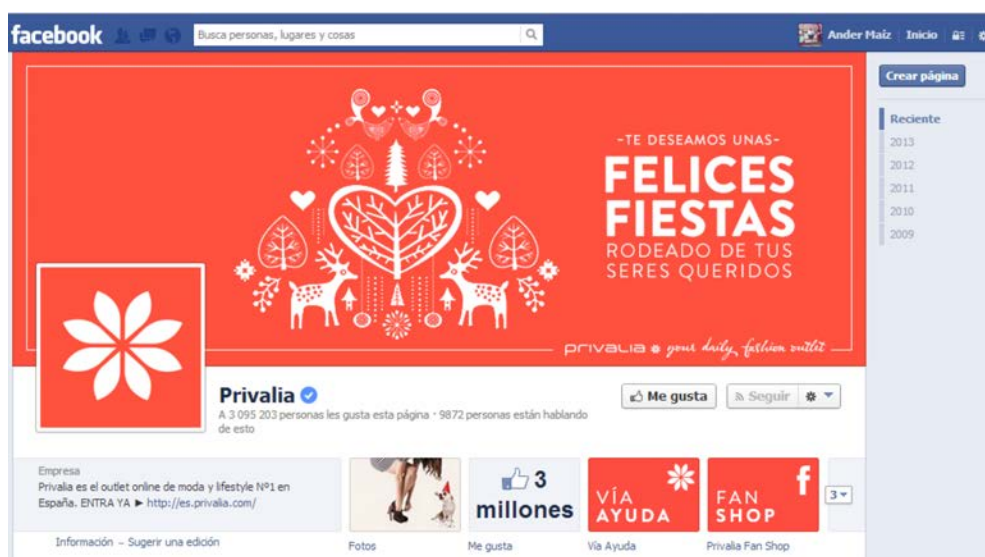 facebook
Busca personas, lugares y cosas
Ander Maiz Inicio
Crear página
Reciente
2013
2012
2011
2010
2009
-TE DESEAMOS UNAS-
FELICES
FIESTAS
RODEADO DE TUS
SERES QUERIDOS
PRIVALIA your daily, fashion outlet
Privalia
A 3 095 203 personas les gusta esta página · 9872 personas están hablando
de esto
Me gusta
Seguir
Empresa
Privalia es el outlet online de moda y lifestyle Nº1 en
España. ENTRA YA ► http://es.privalia.com/
Información – Sugerir una edición
3
millones
VÍA
AYUDA
FAN
SHOP
f
3
Fotos
Me gusta
Vía Ayuda
Privalia Fan Shop